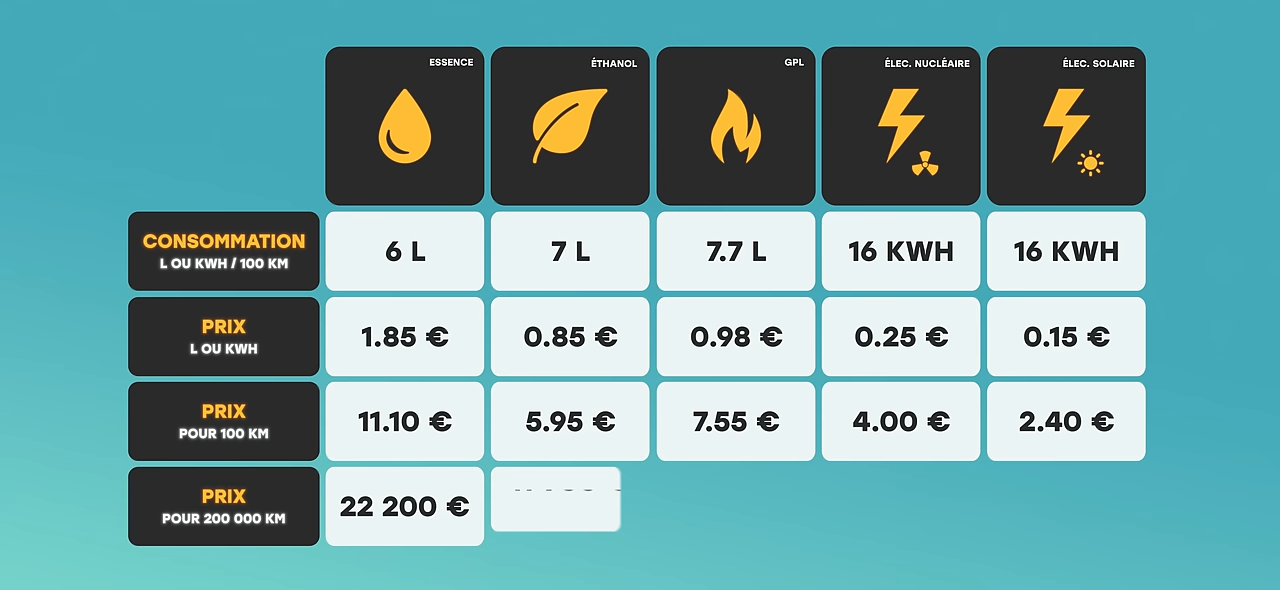 ESSENCE
ÉTHANOL
GPL
ÉLEC. NUCLÉAIRE
ÉLEC. SOLAIRE
CONSOMMATION
L OU KWH / 100 KM
6 L
7 L
7.7 L
16 KWH
16 KWH
PRIX
L OU KWH
1.85 €
0.85 €
0.98 €
0.25 €
0.15 €
PRIX
POUR 100 KM
11.10 €
5.95 €
7.55 €
4.00 €
2.40 €
PRIX
POUR 200 000 KM
22 200 €